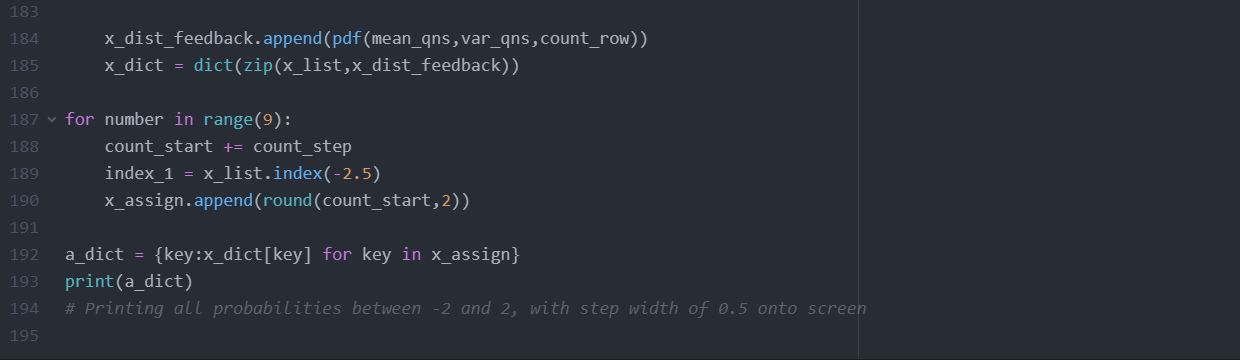 183
184 x_dist_feedback.append(pdf(mean_qns,var_qns,count_row))
185 x_dict = dict(zip(x_list,x_dist_feedback))
186
187 for number in range(9):
188 count_start += count_step
189 index_1 = x_list.index(-2.5)
190 x_assign.append(round(count_start,2))
191
192 a_dict = {key:x_dict[key] for key in x_assign}
193 print(a_dict)
194 # Printing all probabilities between -2 and 2, with step width of 0.5 onto screen
195